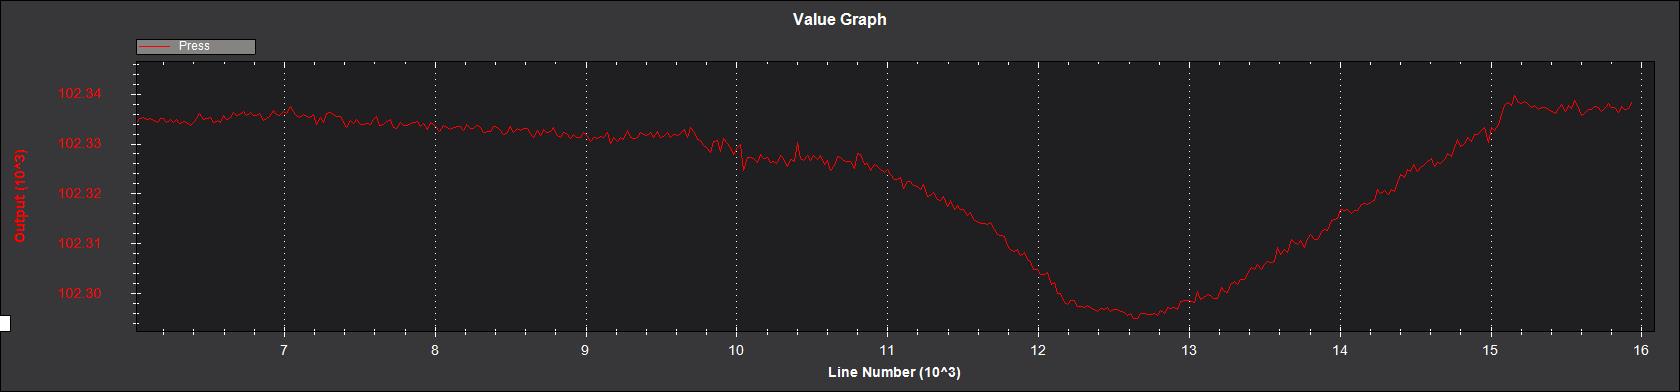 Value Graph
Press
102.34
102.33
102.32
102.31
102.30
Output (10^3)
7 8 9 10 11 12 13 14 15 16
Line Number (10^3)